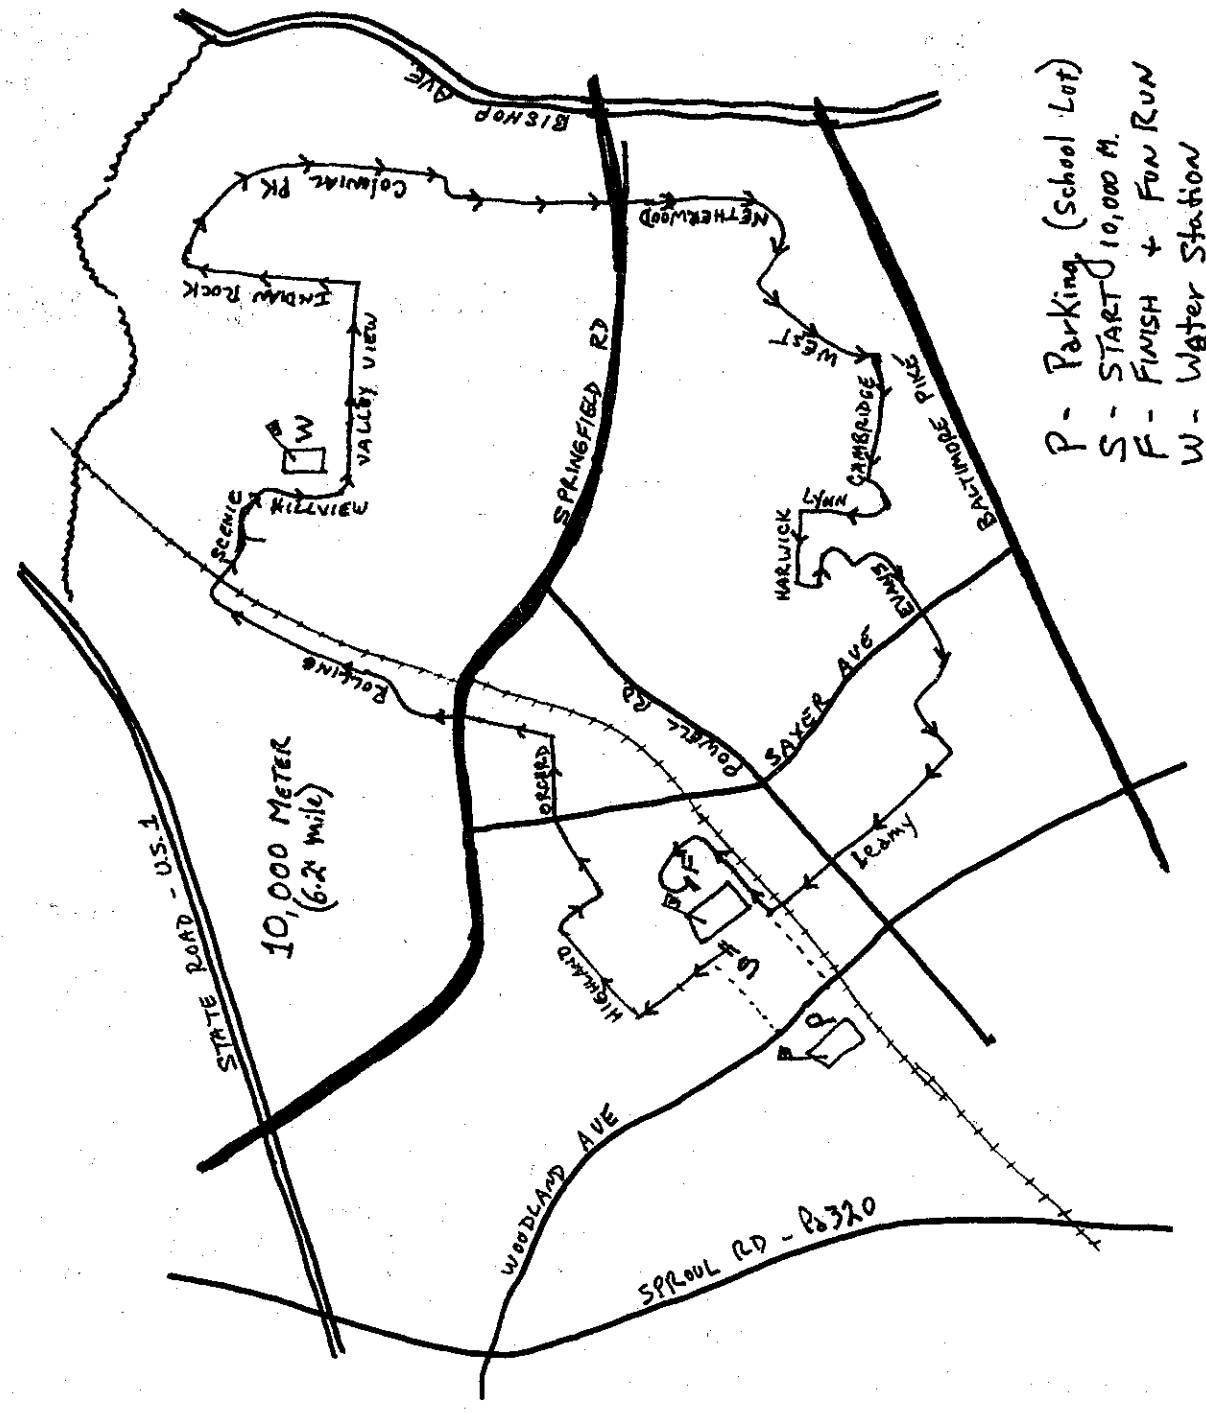 P - Parking (School Lot)
S - START 10,000 M.
F - FINISH + FUN RUN
W - Water Station
10,000 METER
(6.2 mile)
STATE ROAD - U.S. 1
BISHOP
AVE
SPRINGFIELD RD
BALTIMORE PIKE
SAXER AVE
POWELL RD
WOODLAND AVE
SPROUL RD - Pa 320
S
HIGHLAND
ORCERD
ROLLING
SCENIC
HILLVIEW
W
VALLEY VIEW
INDIAN ROCK
COLONIAL PK
NETHERWOOD
WEST
CAMBRIDGE
LYNN
HARWICK
EVANS
Leamy
F
P